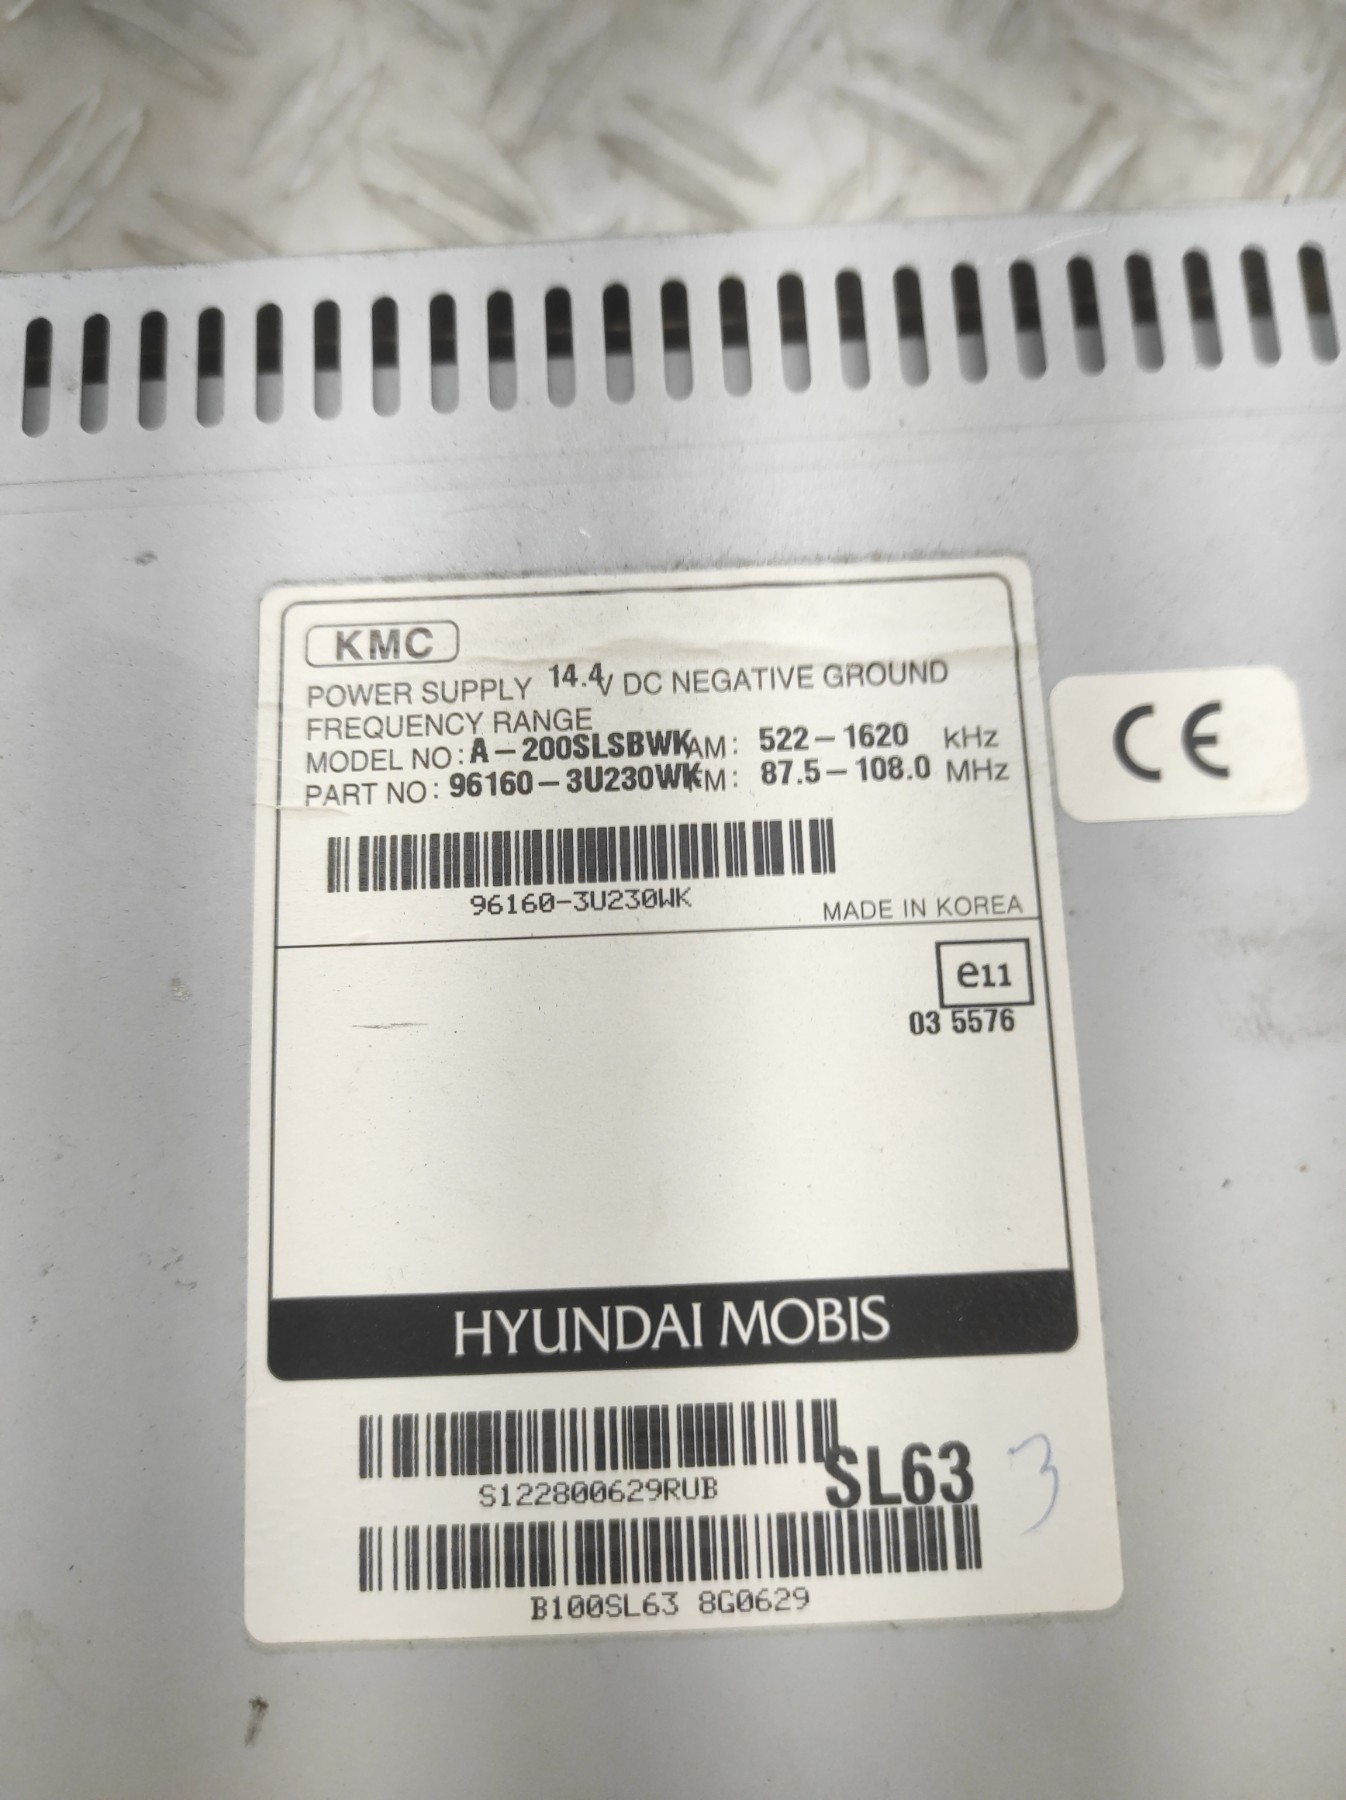 KMC
POWER SUPPLY 14.4V DC NEGATIVE GROUND
FREQUENCY RANGE
MODEL NO: A-200SLSBWK AM: 522-1620 kHz
PART NO: 96160-3U230WK FM: 87.5-108.0 MHz
96160-3U230WK
MADE IN KOREA
CE
e11
03 5576
HYUNDAI MOBIS
S122800629RUB
SL63
3
B100SL63 8G0629